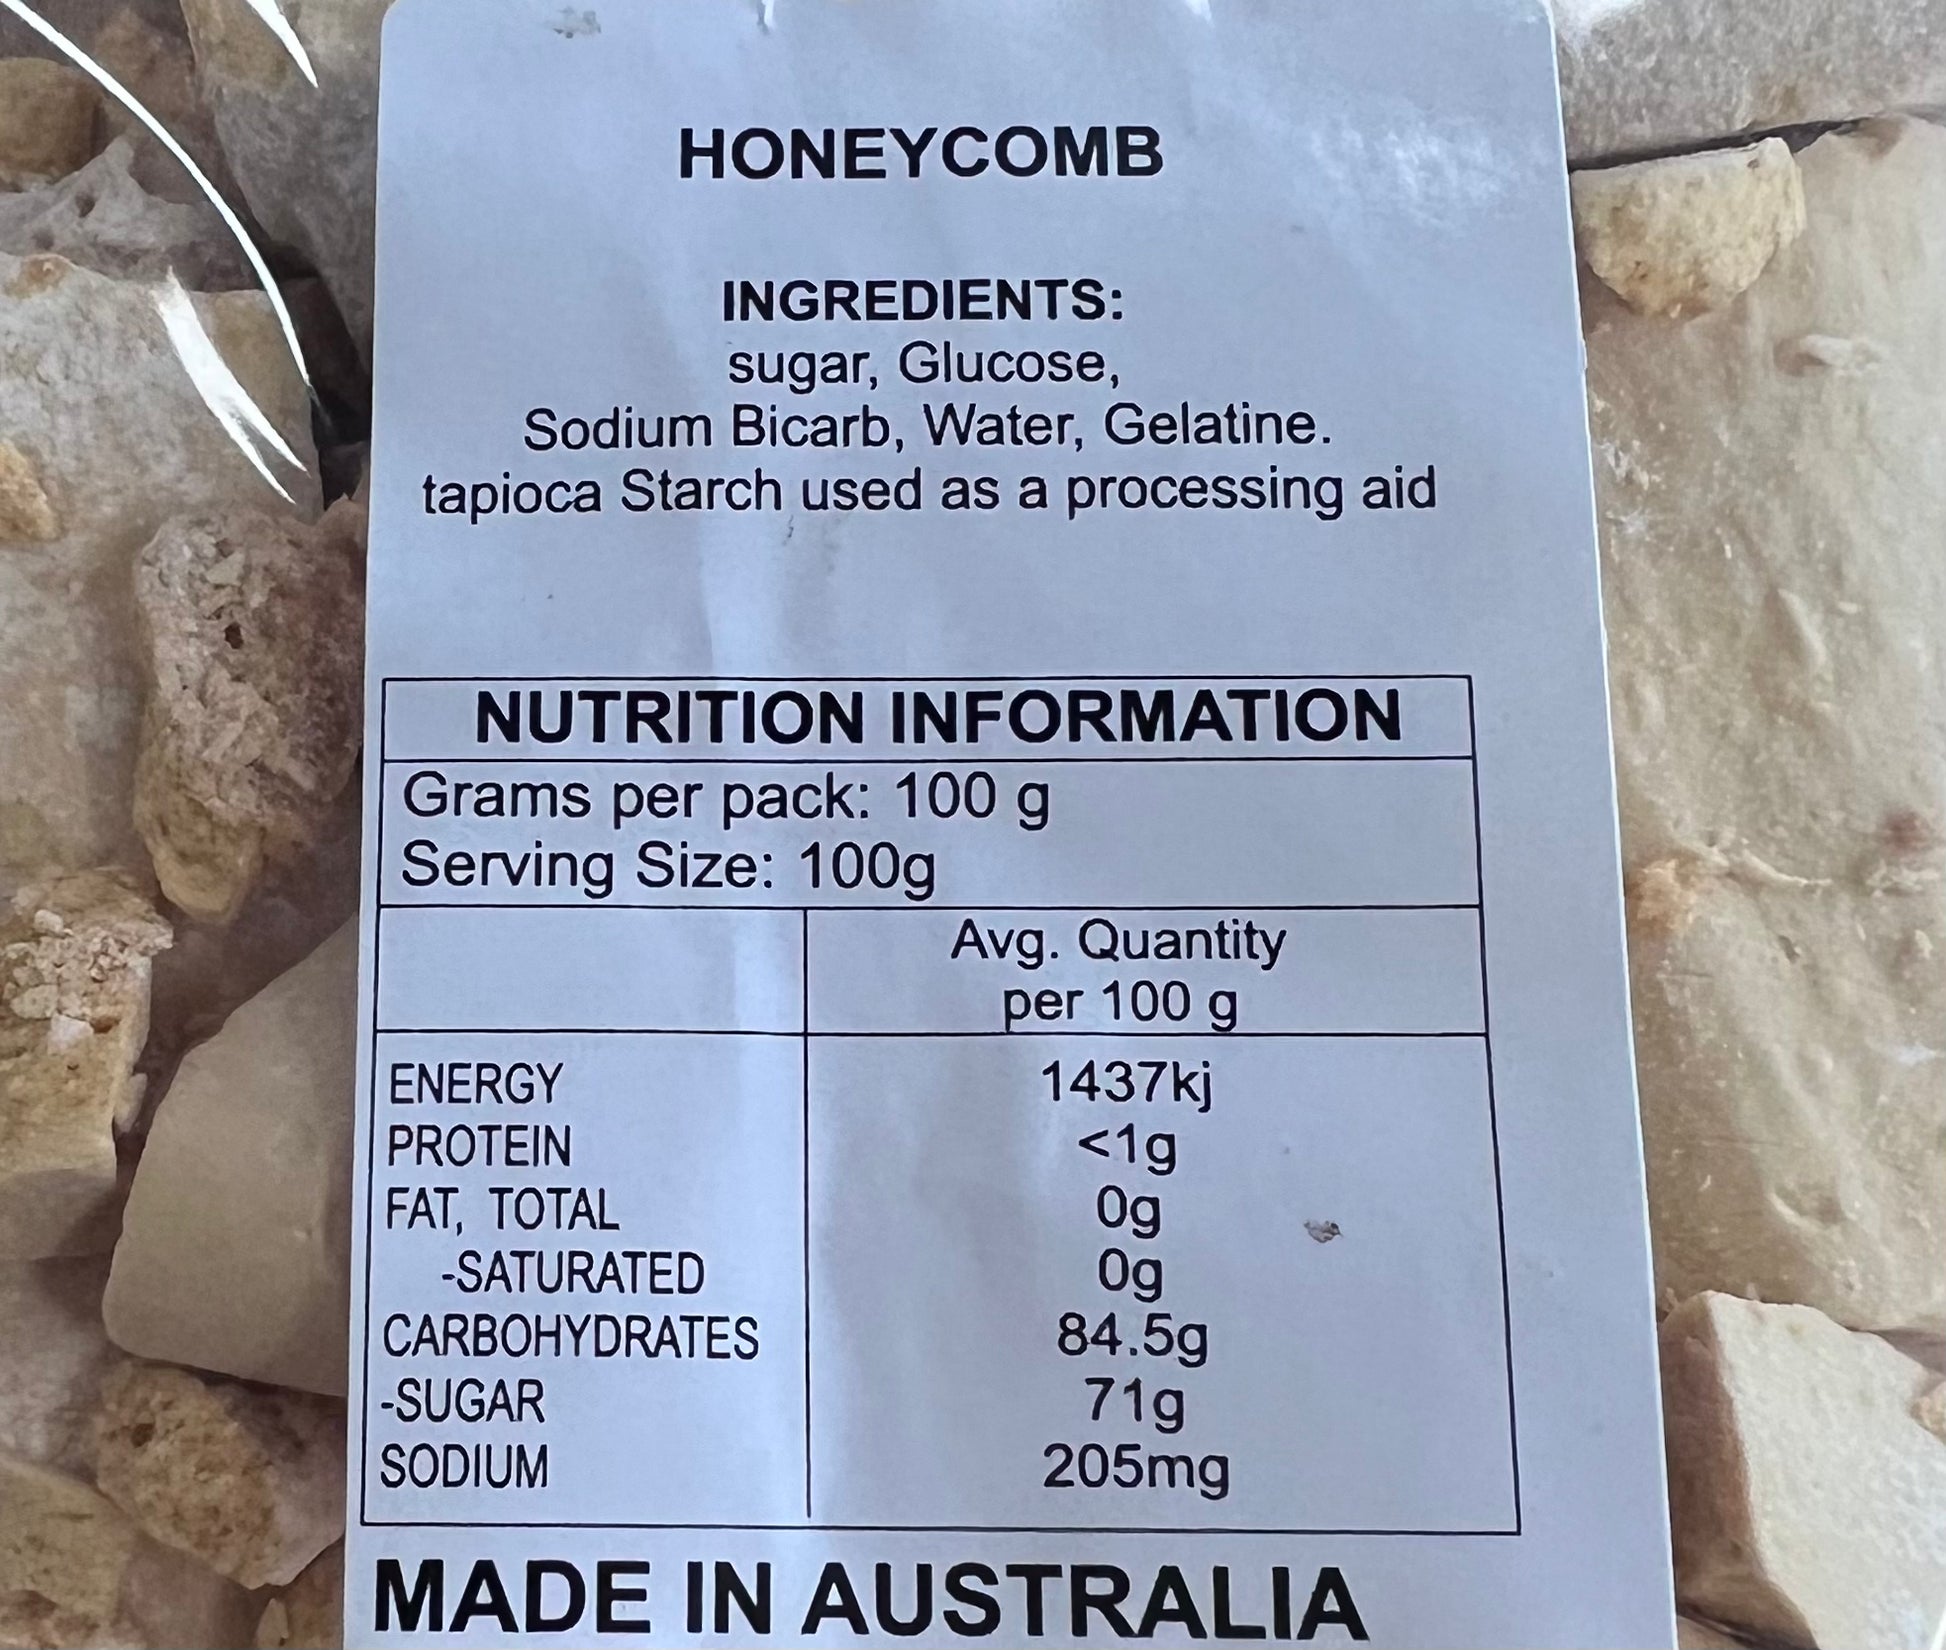 HONEYCOMB
INGREDIENTS:
sugar, Glucose,
Sodium Bicarb, Water, Gelatine.
tapioca Starch used as a processing aid
NUTRITION INFORMATION
Grams per pack: 100 g
Serving Size: 100g
Avg. Quantity
per 100 g
ENERGY 1437kj
PROTEIN <1g
FAT, TOTAL 0g
-SATURATED 0g
CARBOHYDRATES 84.5g
-SUGAR 71g
SODIUM 205mg
MADE IN AUSTRALIA